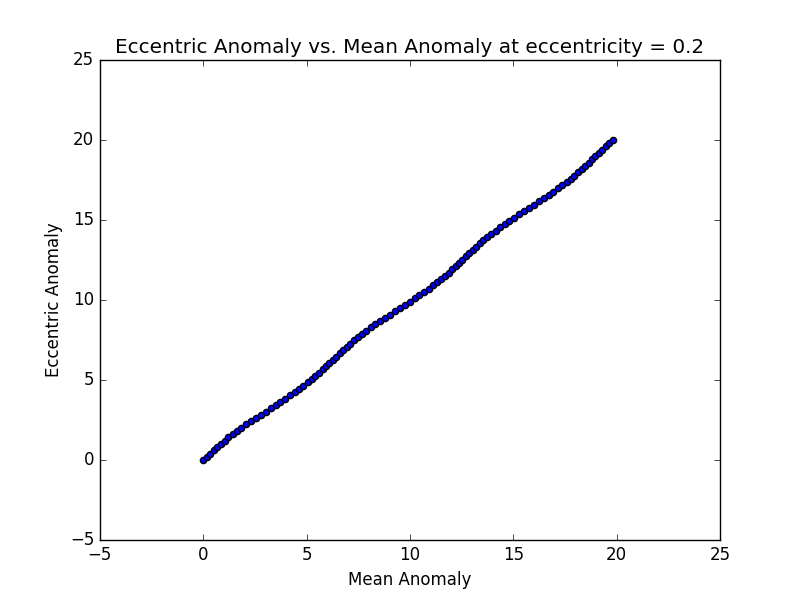 Eccentric Anomaly vs. Mean Anomaly at eccentricity = 0.2
25
20
15
10
5
0
−5
Eccentric Anomaly
−5 0 5 10 15 20 25
Mean Anomaly